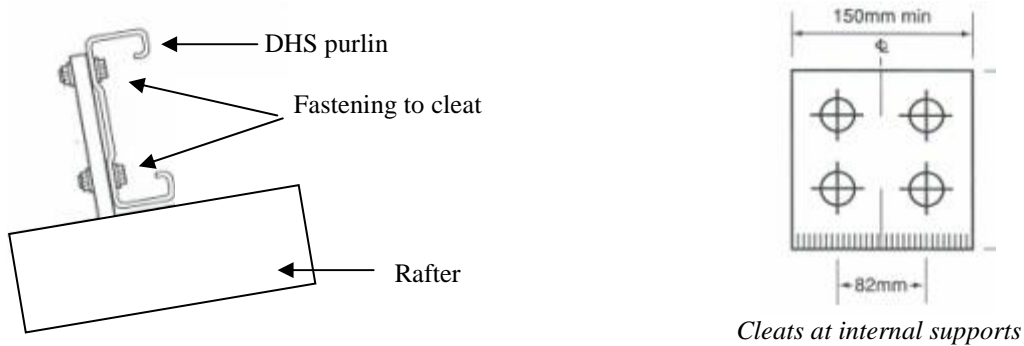 DHS purlin
Fastening to cleat
Rafter
150mm min
℄
82mm
Cleats at internal supports